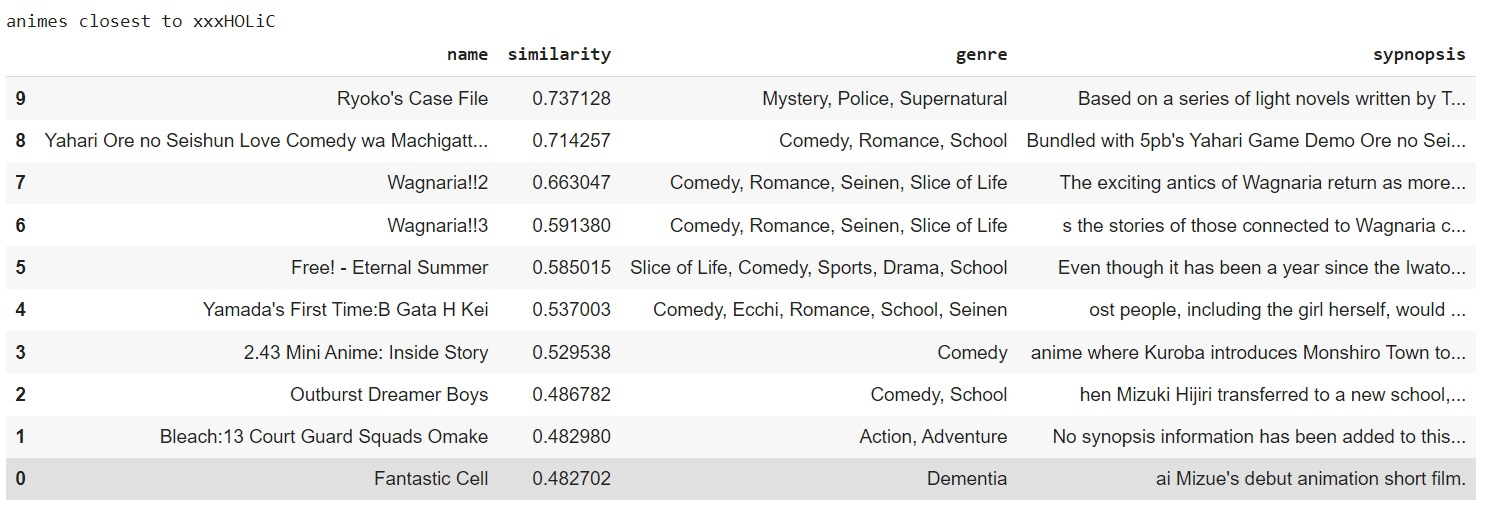 animes closest to xxxHOLiC
name similarity genre sypnopsis
9 Ryoko's Case File 0.737128 Mystery, Police, Supernatural Based on a series of light novels written by T...
8 Yahari Ore no Seishun Love Comedy wa Machigatt... 0.714257 Comedy, Romance, School Bundled with 5pb's Yahari Game Demo Ore no Sei...
7 Wagnaria!!2 0.663047 Comedy, Romance, Seinen, Slice of Life The exciting antics of Wagnaria return as more...
6 Wagnaria!!3 0.591380 Comedy, Romance, Seinen, Slice of Life s the stories of those connected to Wagnaria c...
5 Free! - Eternal Summer 0.585015 Slice of Life, Comedy, Sports, Drama, School Even though it has been a year since the Iwato...
4 Yamada's First Time:B Gata H Kei 0.537003 Comedy, Ecchi, Romance, School, Seinen ost people, including the girl herself, would ...
3 2.43 Mini Anime: Inside Story 0.529538 Comedy anime where Kuroba introduces Monshiro Town to...
2 Outburst Dreamer Boys 0.486782 Comedy, School hen Mizuki Hijiri transferred to a new school,...
1 Bleach:13 Court Guard Squads Omake 0.482980 Action, Adventure No synopsis information has been added to this...
0 Fantastic Cell 0.482702 Dementia ai Mizue's debut animation short film.